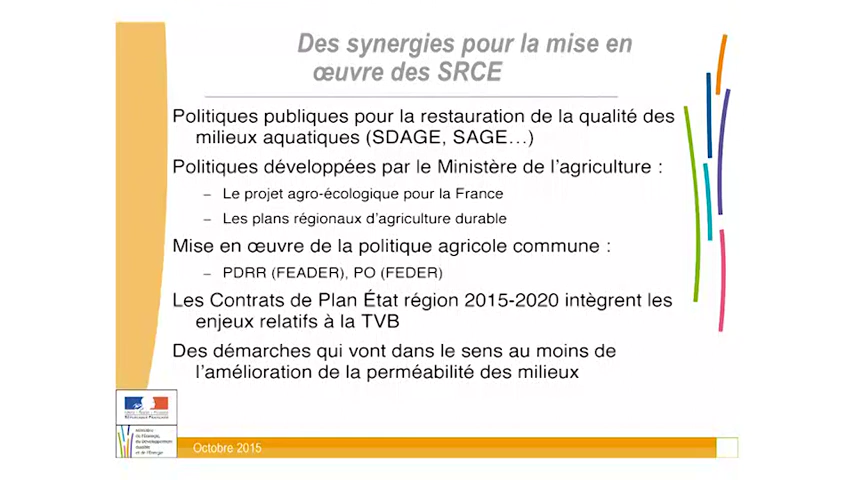 Des synergies pour la mise en
œuvre des SRCE
Politiques publiques pour la restauration de la qualité des
milieux aquatiques (SDAGE, SAGE…)
Politiques développées par le Ministère de l'agriculture :
– Le projet agro-écologique pour la France
– Les plans régionaux d'agriculture durable
Mise en œuvre de la politique agricole commune :
– PDRR (FEADER), PO (FEDER)
Les Contrats de Plan État région 2015-2020 intègrent les
enjeux relatifs à la TVB
Des démarches qui vont dans le sens au moins de
l'amélioration de la perméabilité des milieux
Octobre 2015